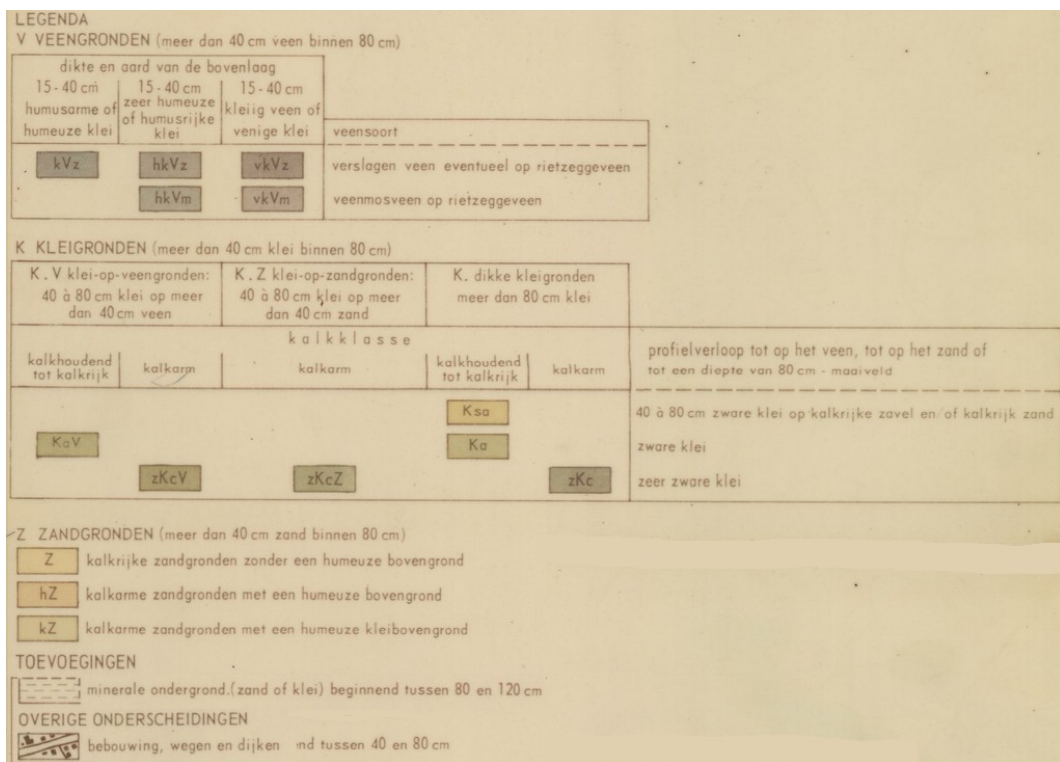 LEGENDA
V VEENGRONDEN (meer dan 40 cm veen binnen 80 cm)
dikte en aard van de bovenlaag
15-40 cm
humusarme of
humeuze klei
15-40 cm
zeer humeuze
of humusrijke
klei
15-40 cm
kleiig veen of
venige klei
veensoort
kVz hkVz vkVz verslagen veen eventueel op rietzeggeveen
hkVm vkVm veenmosveen op rietzeggeveen
K KLEIGRONDEN (meer dan 40 cm klei binnen 80 cm)
K.V klei-op-veengronden:
40 à 80 cm klei op meer
dan 40 cm veen
K.Z klei-op-zandgronden:
40 à 80 cm klei op meer
dan 40 cm zand
K. dikke kleigronden
meer dan 80 cm klei
kalkklasse
kalkhoudend
tot kalkrijk
kalkarm
kalkarm
kalkhoudend
tot kalkrijk
kalkarm
profielverloop tot op het veen, tot op het zand of
tot een diepte van 80 cm - maaiveld
Ksa 40 à 80 cm zware klei op kalkrijke zavel en/of kalkrijk zand
KaV Ka zware klei
zKcV zKcZ zKc zeer zware klei
Z ZANDGRONDEN (meer dan 40 cm zand binnen 80 cm)
Z kalkrijke zandgronden zonder een humeuze bovengrond
hZ kalkarme zandgronden met een humeuze bovengrond
kZ kalkarme zandgronden met een humeuze kleibovengrond
TOEVOEGINGEN
minerale ondergrond.(zand of klei) beginnend tussen 80 en 120 cm
OVERIGE ONDERSCHEIDINGEN
bebouwing, wegen en dijken nd tussen 40 en 80 cm